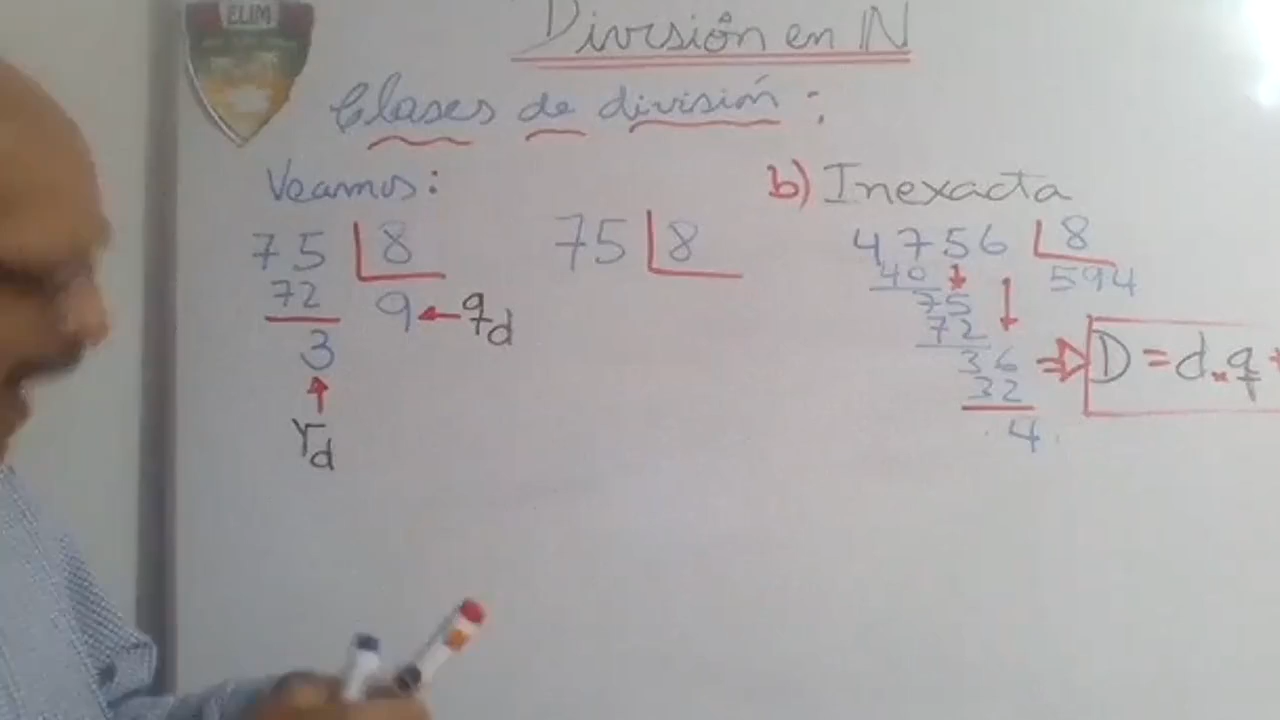 ELIM
División en N
Clases de división :
Veamos:
75 8
72 9 ← qd
3
rd
75 8
b) Inexacta
4756 8
40 594
75
72
36
32
4
D = d.q +